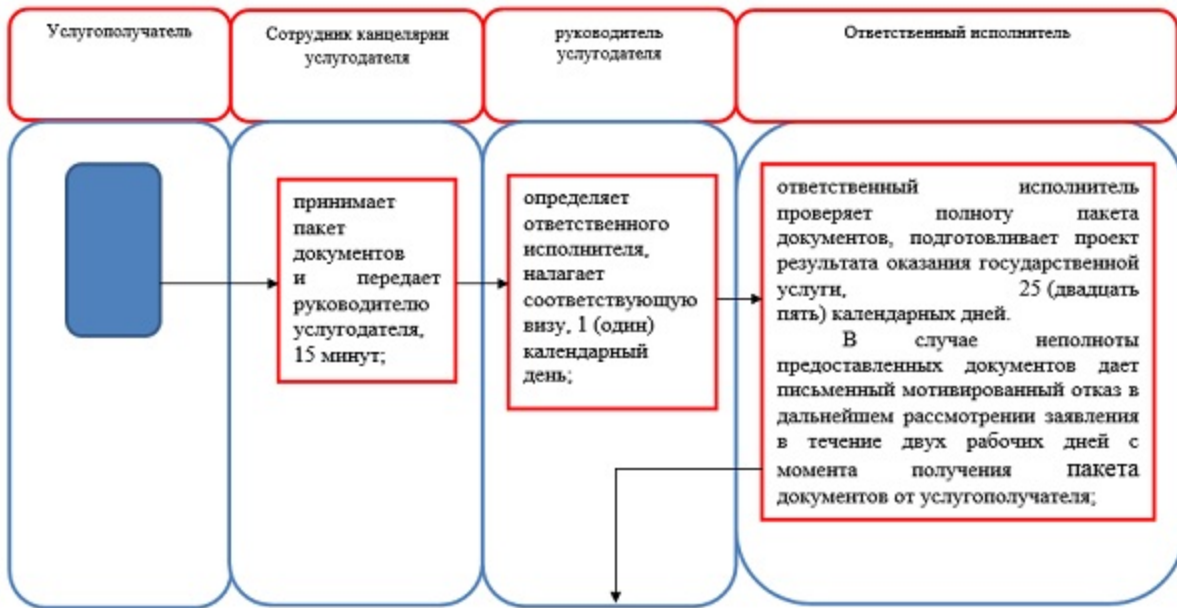 Услугополучатель
Сотрудник канцелярии
услугодателя
руководитель
услугодателя
Ответственный исполнитель
принимает
пакет
документов
и передает
руководителю
услугодателя,
15 минут;
определяет
ответственного
исполнителя,
налагает
соответствующую
визу, 1 (один)
календарный
день;
ответственный исполнитель
проверяет полноту пакета
документов, подготовливает проект
результата оказания государственной
услуги, 25 (двадцать
пять) календарных дней.
В случае неполноты
предоставленных документов дает
письменный мотивированный отказ в
дальнейшем рассмотрении заявления
в течение двух рабочих дней с
момента получения пакета
документов от услугополучателя;